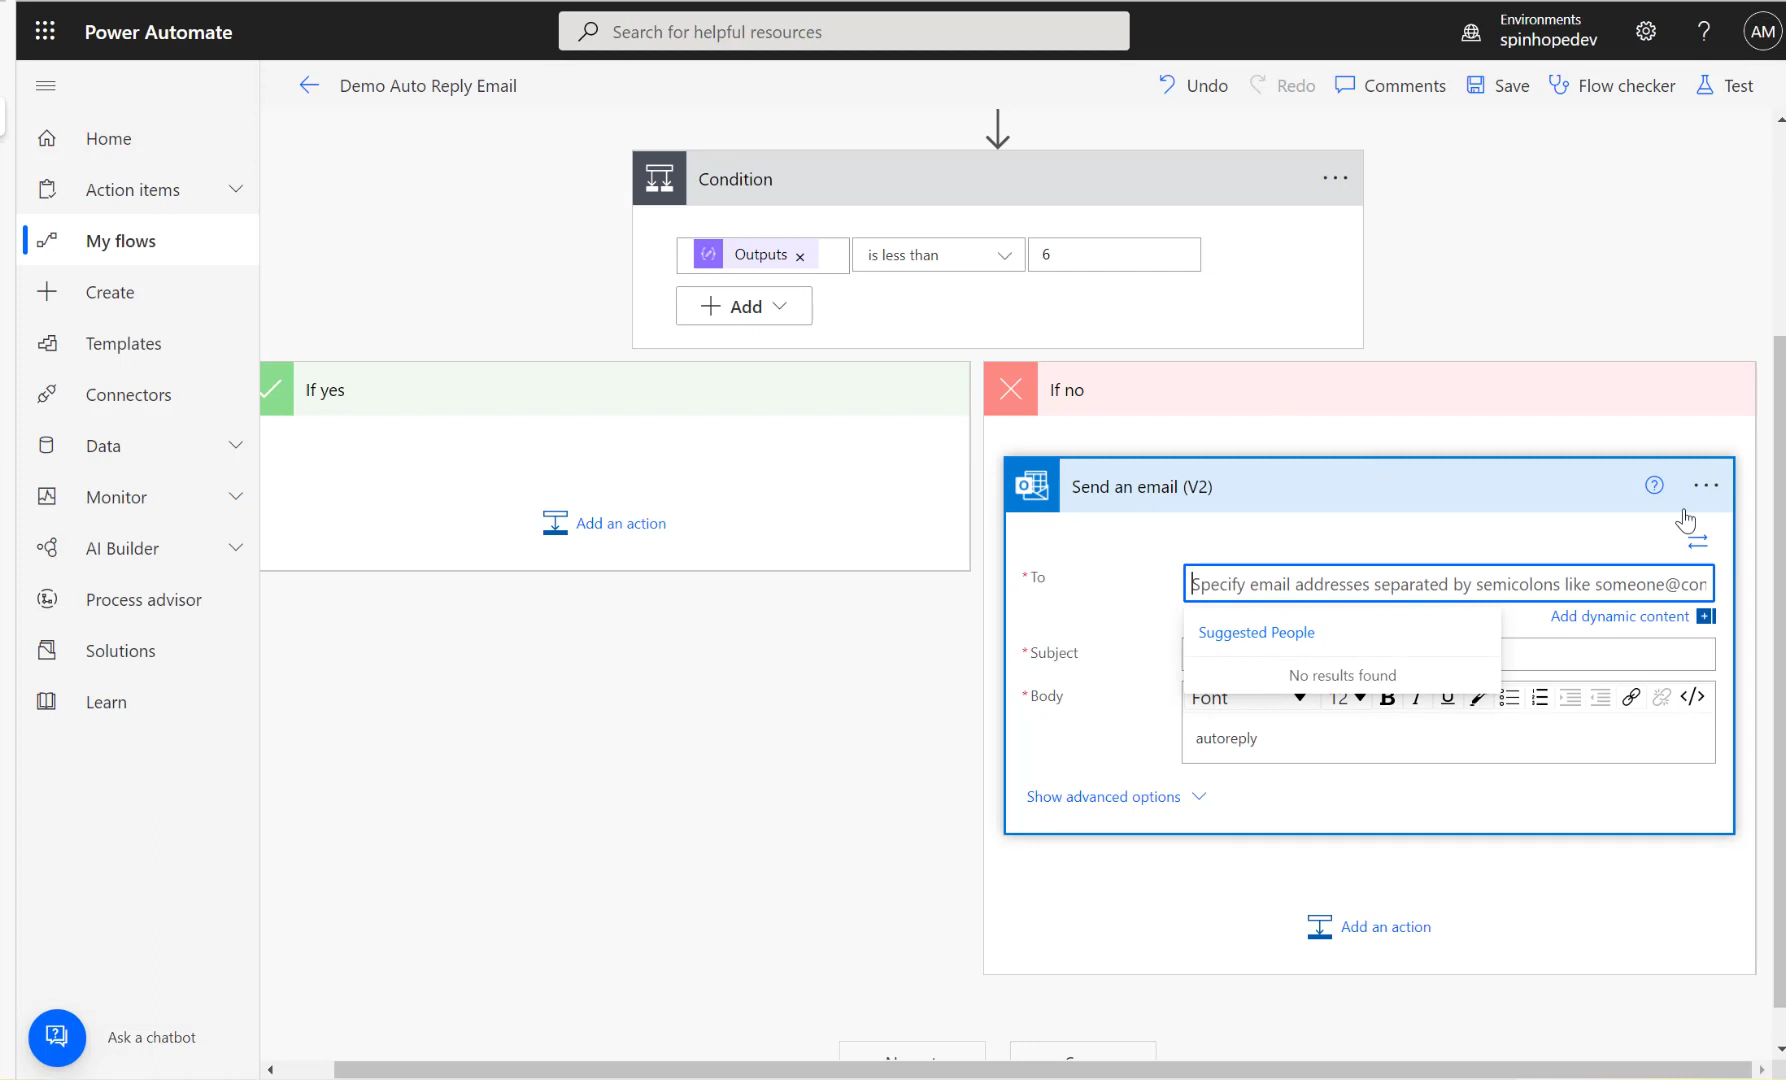 Power Automate
Search for helpful resources
Environments
spinhopedev
?
AM
Demo Auto Reply Email
Undo
Redo
Comments
Save
Flow checker
Test
Home
Action items
My flows
Create
Templates
Connectors
Data
Monitor
AI Builder
Process advisor
Solutions
Learn
Ask a chatbot
Condition
Outputs
is less than
6
Add
If yes
Add an action
If no
Send an email (V2)
* To
Specify email addresses separated by semicolons like someone@con
Add dynamic content
Suggested People
No results found
* Subject
* Body
Font
12
B
I
U
</>
autoreply
Show advanced options
Add an action